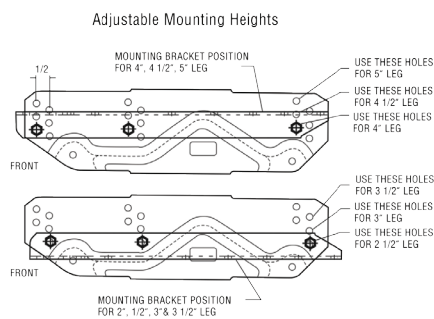 Adjustable Mounting Heights
MOUNTING BRACKET POSITION
FOR 4", 4 1/2", 5" LEG
1/2
USE THESE HOLES
FOR 5" LEG
USE THESE HOLES
FOR 4 1/2" LEG
USE THESE HOLES
FOR 4" LEG
FRONT
USE THESE HOLES
FOR 3 1/2" LEG
USE THESE HOLES
FOR 3" LEG
USE THESE HOLES
FOR 2 1/2" LEG
FRONT
MOUNTING BRACKET POSITION
FOR 2", 1/2", 3"& 3 1/2" LEG